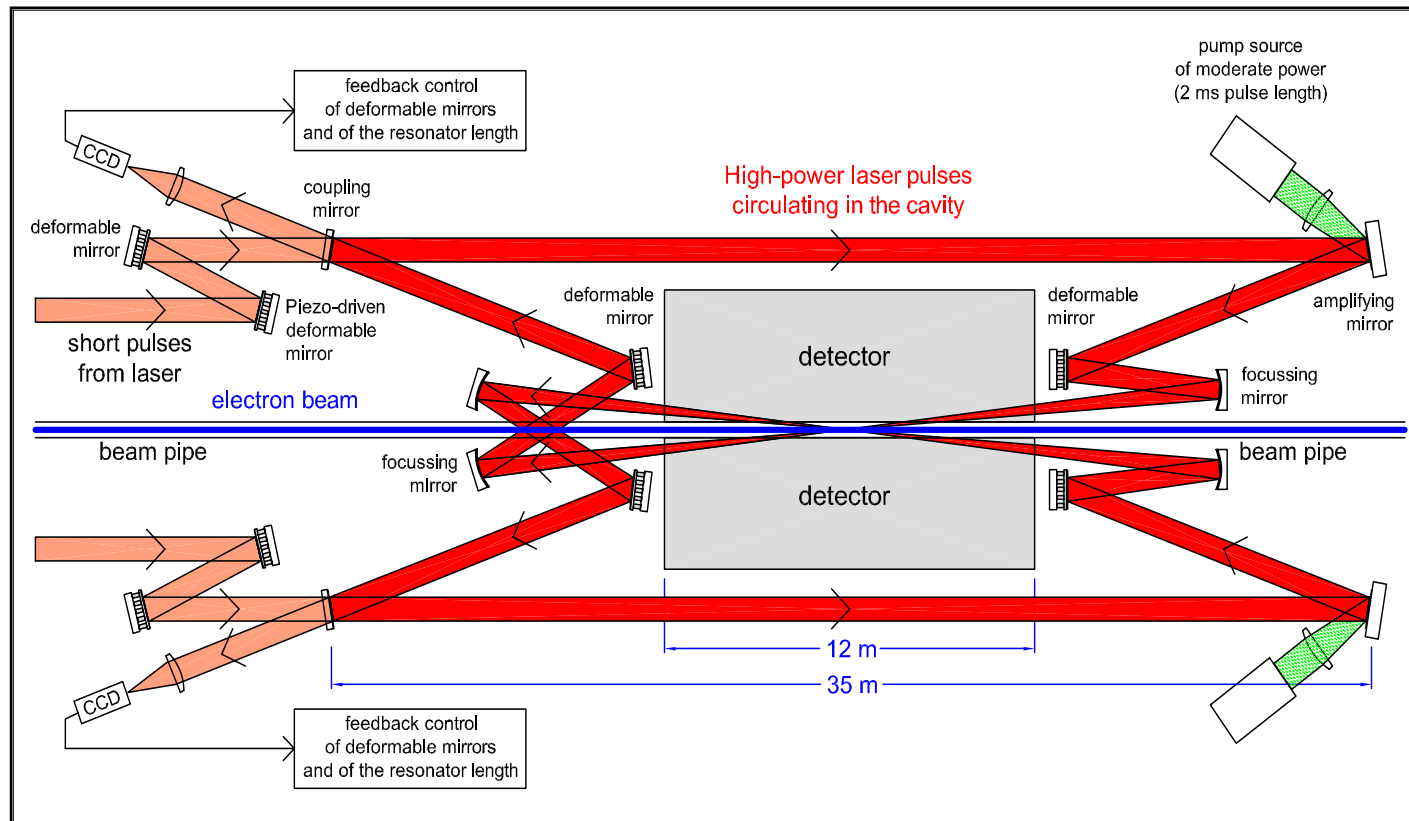 pump source
of moderate power
(2 ms pulse length)
feedback control
of deformable mirrors
and of the resonator length
CCD
coupling
mirror
High-power laser pulses
circulating in the cavity
deformable
mirror
Piezo-driven
deformable
mirror
short pulses
from laser
deformable
mirror
detector
deformable
mirror
amplifying
mirror
focussing
mirror
electron beam
beam pipe
focussing
mirror
detector
beam pipe
12 m
35 m
CCD
feedback control
of deformable mirrors
and of the resonator length